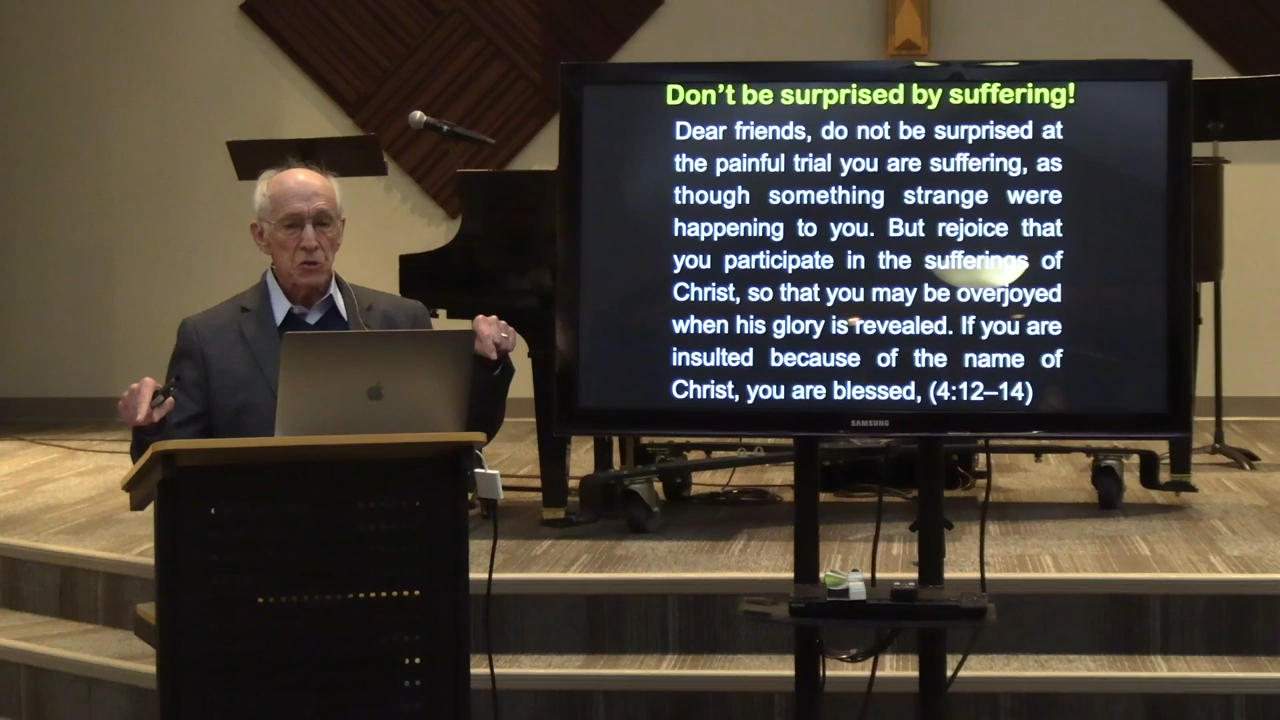 Don't be surprised by suffering!
Dear friends, do not be surprised at
the painful trial you are suffering, as
though something strange were
happening to you. But rejoice that
you participate in the sufferings of
Christ, so that you may be overjoyed
when his glory is revealed. If you are
insulted because of the name of
Christ, you are blessed, (4:12–14)
SAMSUNG